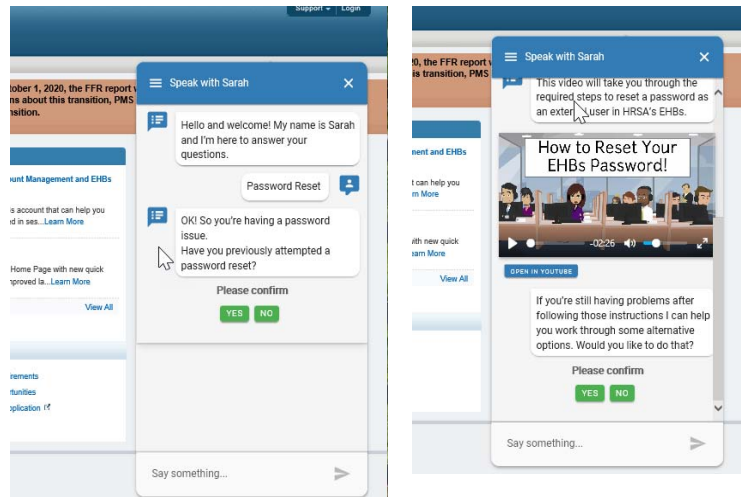 Support
Login
tober 1, 2020, the FFR report
ns about this transition, PMS
nsition.
unt Management and EHBs
s account that can help you
d in ses...Learn More
Home Page with new quick
nproved la...Learn More
View All
rements
rtunities
pplication
Speak with Sarah
Hello and welcome! My name is Sarah
and I'm here to answer your
questions.
Password Reset
OK! So you're having a password
issue.
Have you previously attempted a
password reset?
Please confirm
YES NO
Say something...
20, the FFR report
is transition, PMS
ment and EHBs
t can help you
rn More
with new quick
arn More
View All
Speak with Sarah
This video will take you through the
required steps to reset a password as
an user in HRSA's EHBs.
How to Reset Your
EHBs Password!
-02:26
OPEN IN YOUTUBE
If you're still having problems after
following those instructions I can help
you work through some alternative
options. Would you like to do that?
Please confirm
YES NO
Say something...